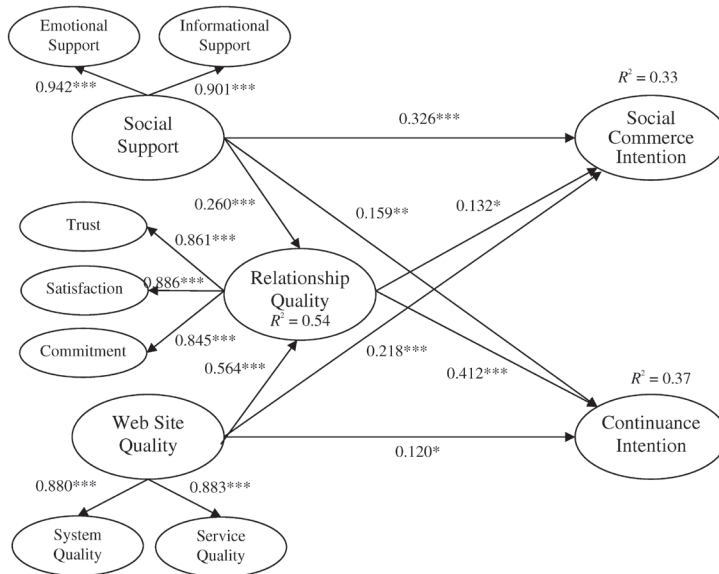 Emotional
Support
Informational
Support
0.942***
0.901***
R² = 0.33
Social
Support
0.326***
Social
Commerce
Intention
0.260***
0.159**
0.132*
Trust
0.861***
Satisfaction
0.886***
Relationship
Quality
R² = 0.54
Commitment
0.845***
0.564***
0.218***
0.412***
R² = 0.37
Web Site
Quality
0.120*
Continuance
Intention
0.880***
0.883***
System
Quality
Service
Quality